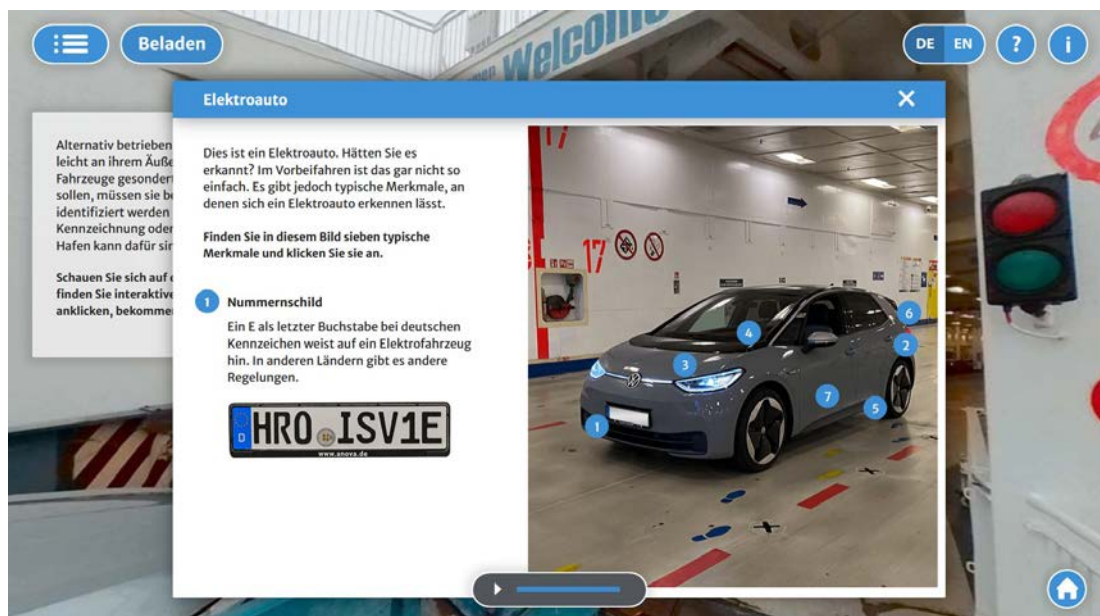 Beladen
Welcome
DE EN
?
i
Elektroauto
Alternativ betrieben
leicht an ihrem Äuße
Fahrzeuge gesondert
sollen, müssen sie be
identifiziert werden
Kennzeichnung oder
Hafen kann dafür sin
Schauen Sie sich auf
finden Sie interaktive
anklicken, bekommen
Dies ist ein Elektroauto. Hätten Sie es
erkannt? Im Vorbeifahren ist das gar nicht so
einfach. Es gibt jedoch typische Merkmale, an
denen sich ein Elektroauto erkennen lässt.
Finden Sie in diesem Bild sieben typische
Merkmale und klicken Sie sie an.
1 Nummernschild
Ein E als letzter Buchstabe bei deutschen
Kennzeichen weist auf ein Elektrofahrzeug
hin. In anderen Ländern gibt es andere
Regelungen.
D HRO ISV1E
www.anova.de
17
17
6
4
2
3
7
5
1